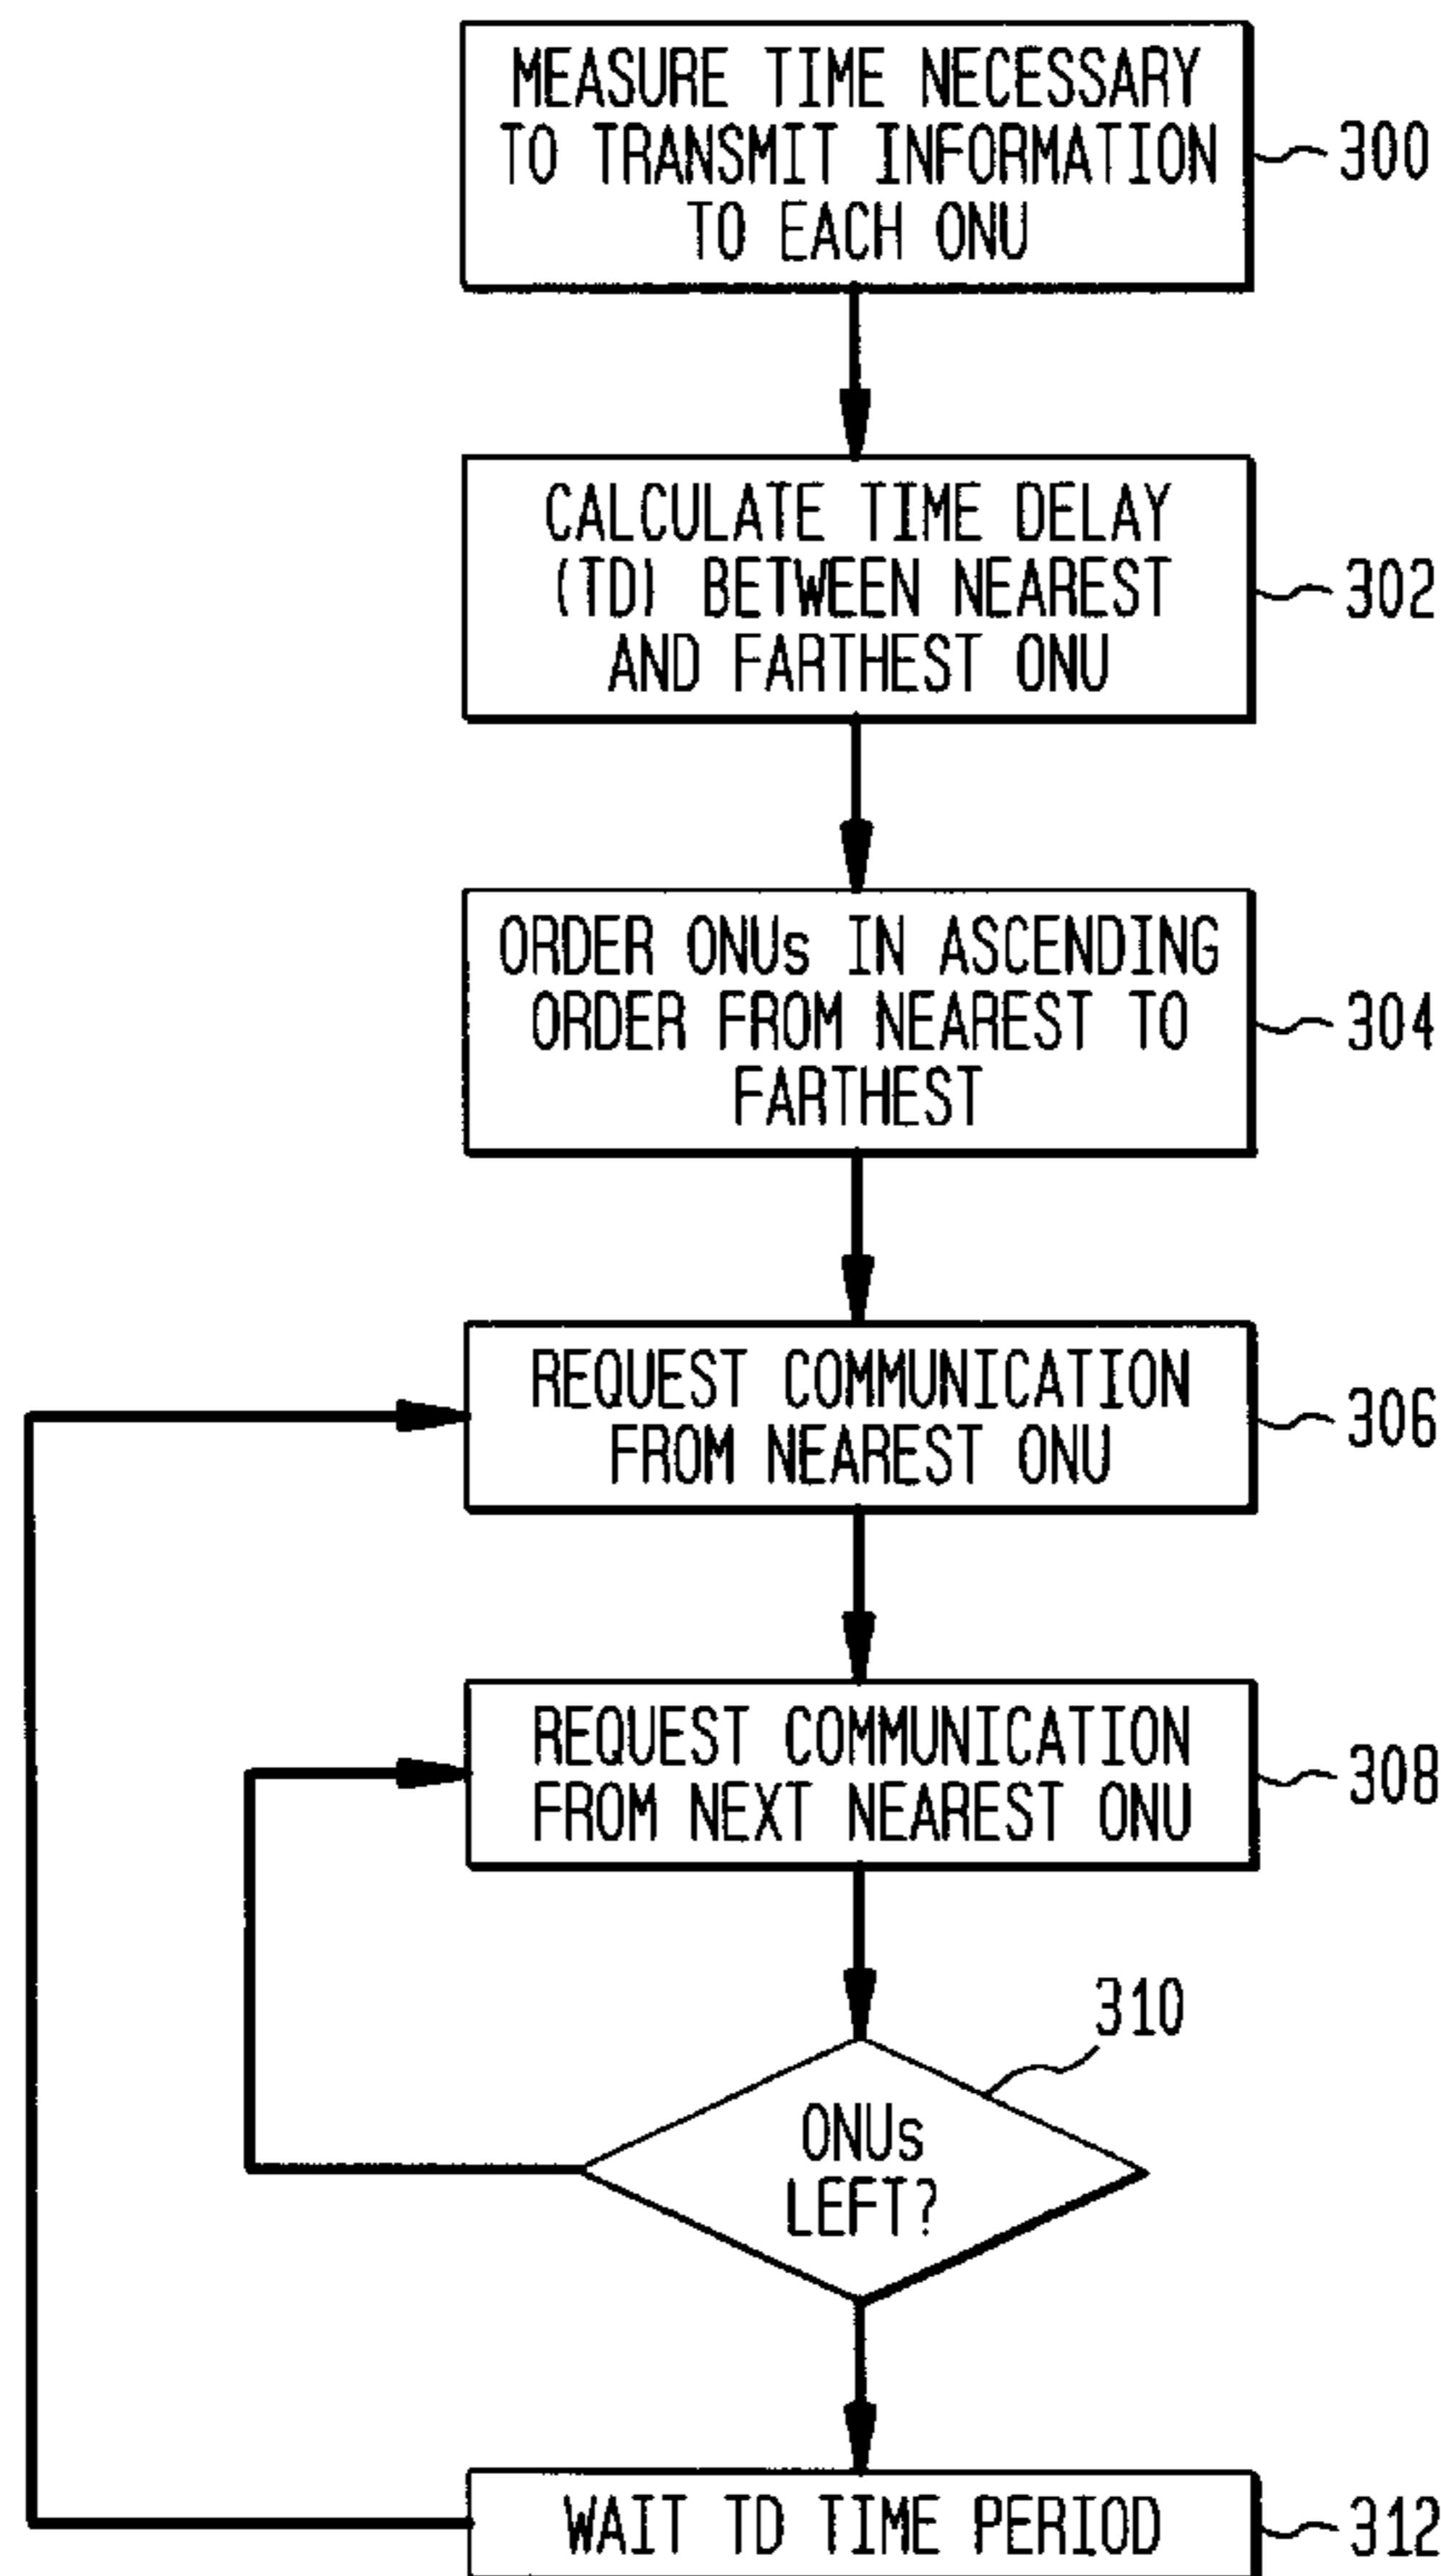 MEASURE TIME NECESSARY
TO TRANSMIT INFORMATION
TO EACH ONU
300
CALCULATE TIME DELAY
(TD) BETWEEN NEAREST
AND FARTHEST ONU
302
ORDER ONUs IN ASCENDING
ORDER FROM NEAREST TO
FARTHEST
304
REQUEST COMMUNICATION
FROM NEAREST ONU
306
REQUEST COMMUNICATION
FROM NEXT NEAREST ONU
308
310
ONUs
LEFT?
WAIT TD TIME PERIOD
312